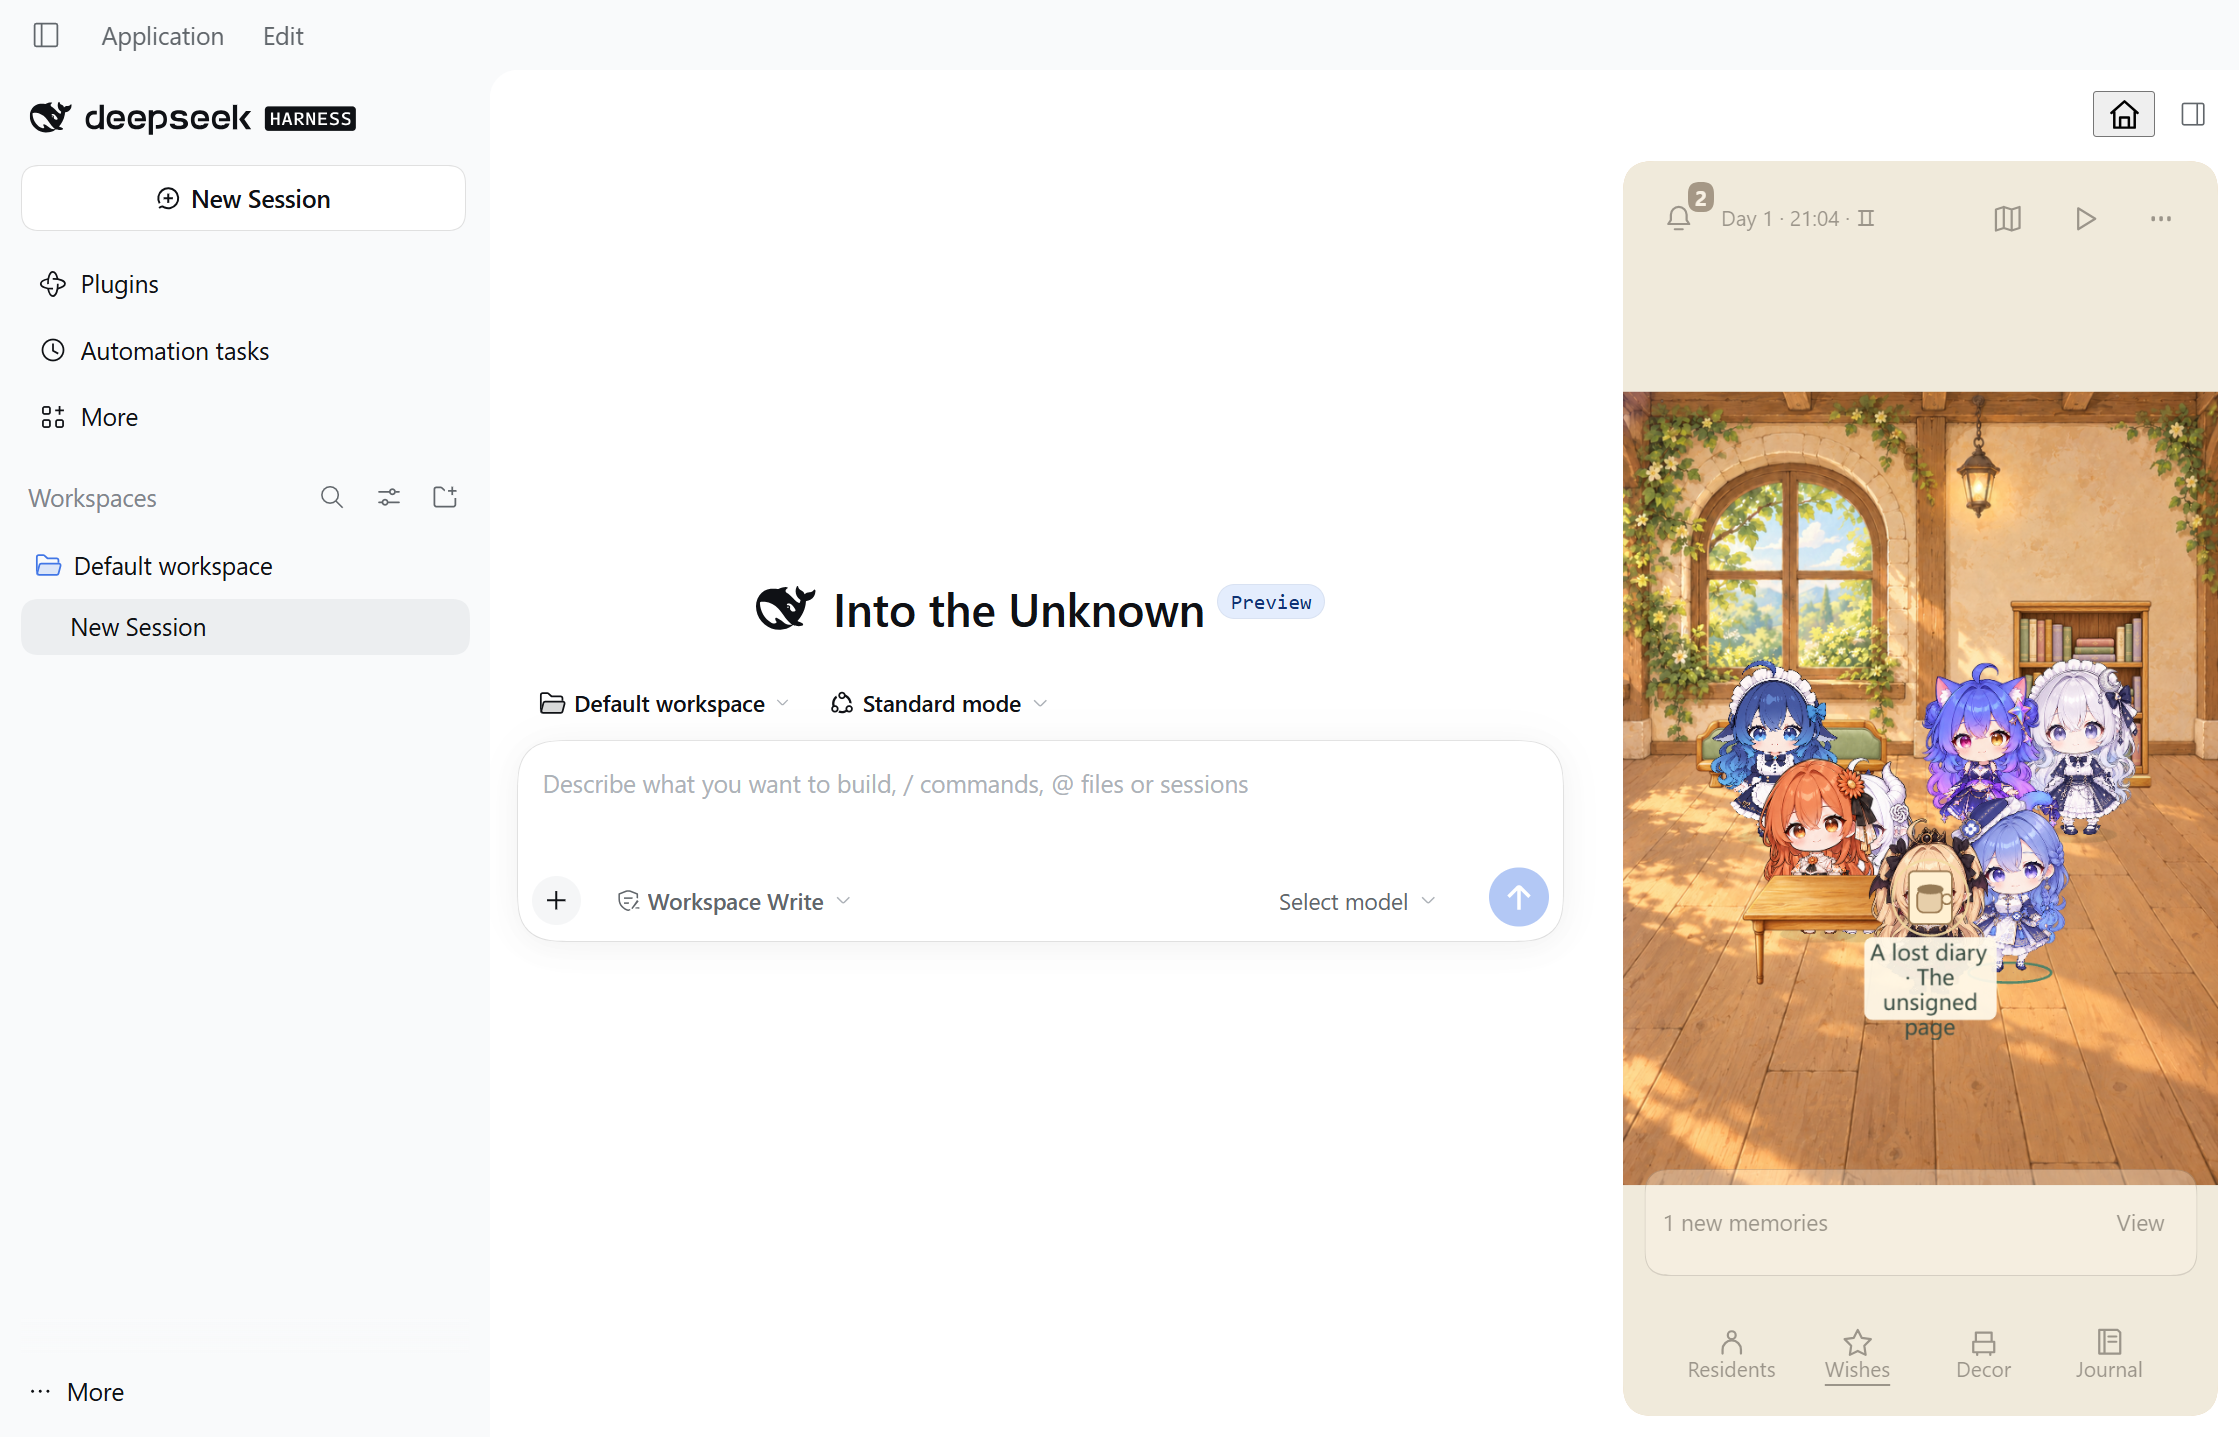 Application Edit
deepseek HARNESS
New Session
Plugins
Automation tasks
More
Workspaces
Default workspace
New Session
More
Into the Unknown Preview
Default workspace Standard mode
Describe what you want to build, / commands, @ files or sessions
Workspace Write Select model
2
Day 1 · 21:04 ·
A lost diary
· The
unsigned
page
1 new memories View
Residents Wishes Decor Journal